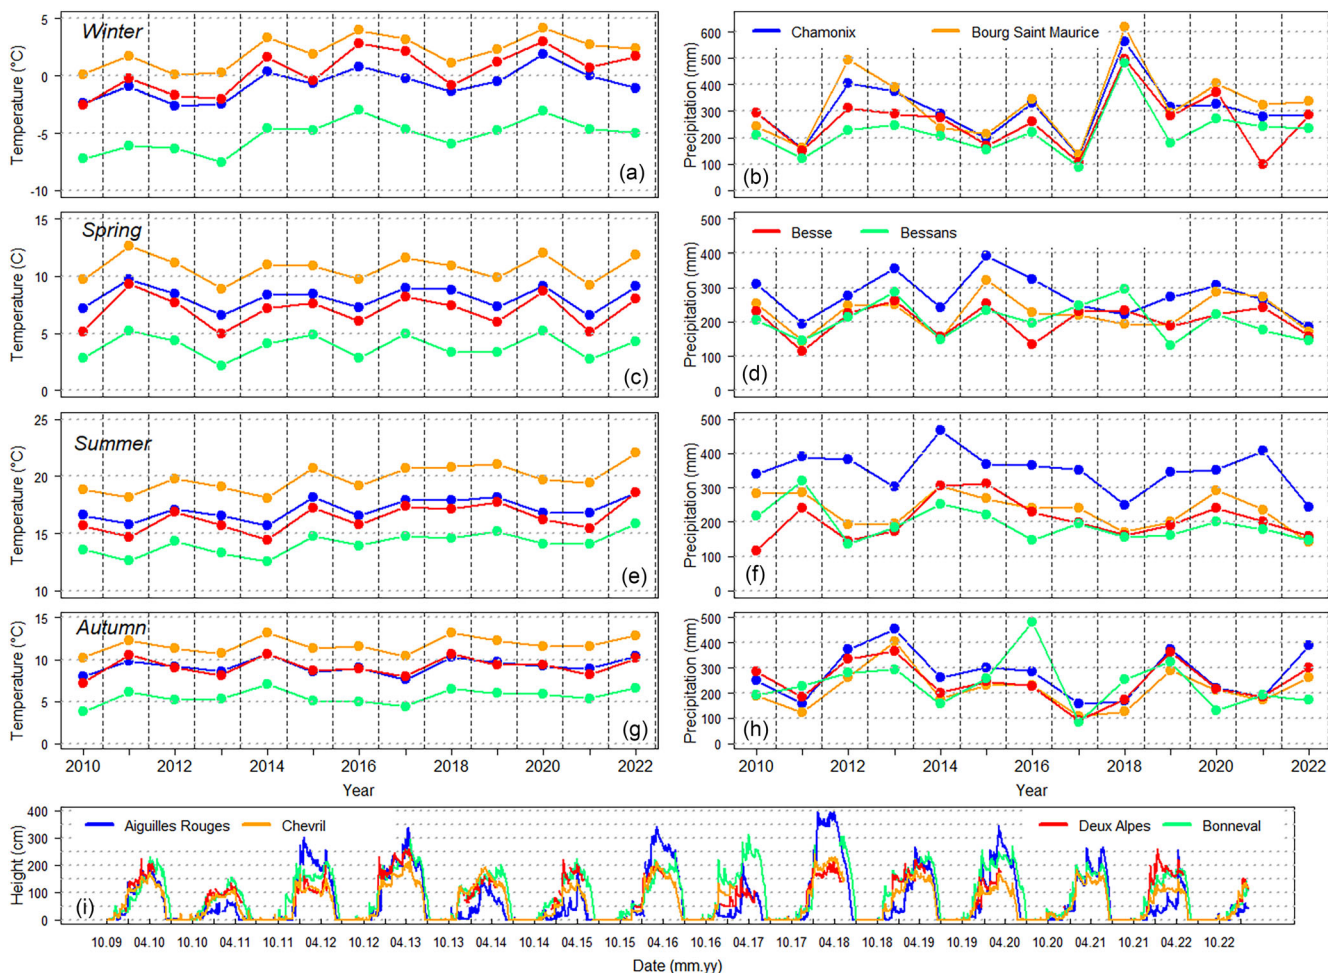 Winter
Temperature (°C)
5
0
-5
-10
(a)
Chamonix
Bourg Saint Maurice
Precipitation (mm)
600
500
400
300
200
100
0
(b)
Spring
Temperature (C)
15
10
5
0
(c)
Besse
Bessans
Precipitation (mm)
500
400
300
200
100
0
(d)
Summer
Temperature (°C)
25
20
15
10
(e)
Precipitation (mm)
500
400
300
200
100
0
(f)
Autumn
Temperature (°C)
15
10
5
0
(g)
2010 2012 2014 2016 2018 2020 2022
Year
Precipitation (mm)
500
400
300
200
100
0
(h)
2010 2012 2014 2016 2018 2020 2022
Year
Aiguilles Rouges
Chevril
Deux Alpes
Bonneval
Height (cm)
400
300
200
100
0
(i)
10.09 04.10 10.10 04.11 10.11 04.12 10.12 04.13 10.13 04.14 10.14 04.15 10.15 04.16 10.16 04.17 10.17 04.18 10.18 04.19 10.19 04.20 10.20 04.21 10.21 04.22 10.22
Date (mm.yy)